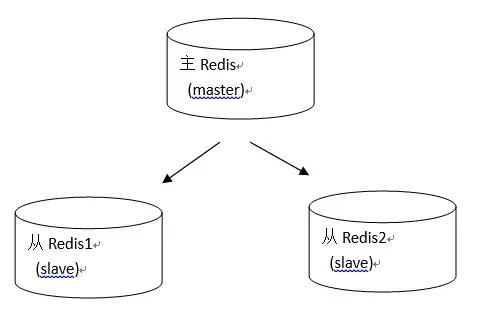 主 Redis
(master)
从 Redis1
(slave)
从 Redis2
(slave)